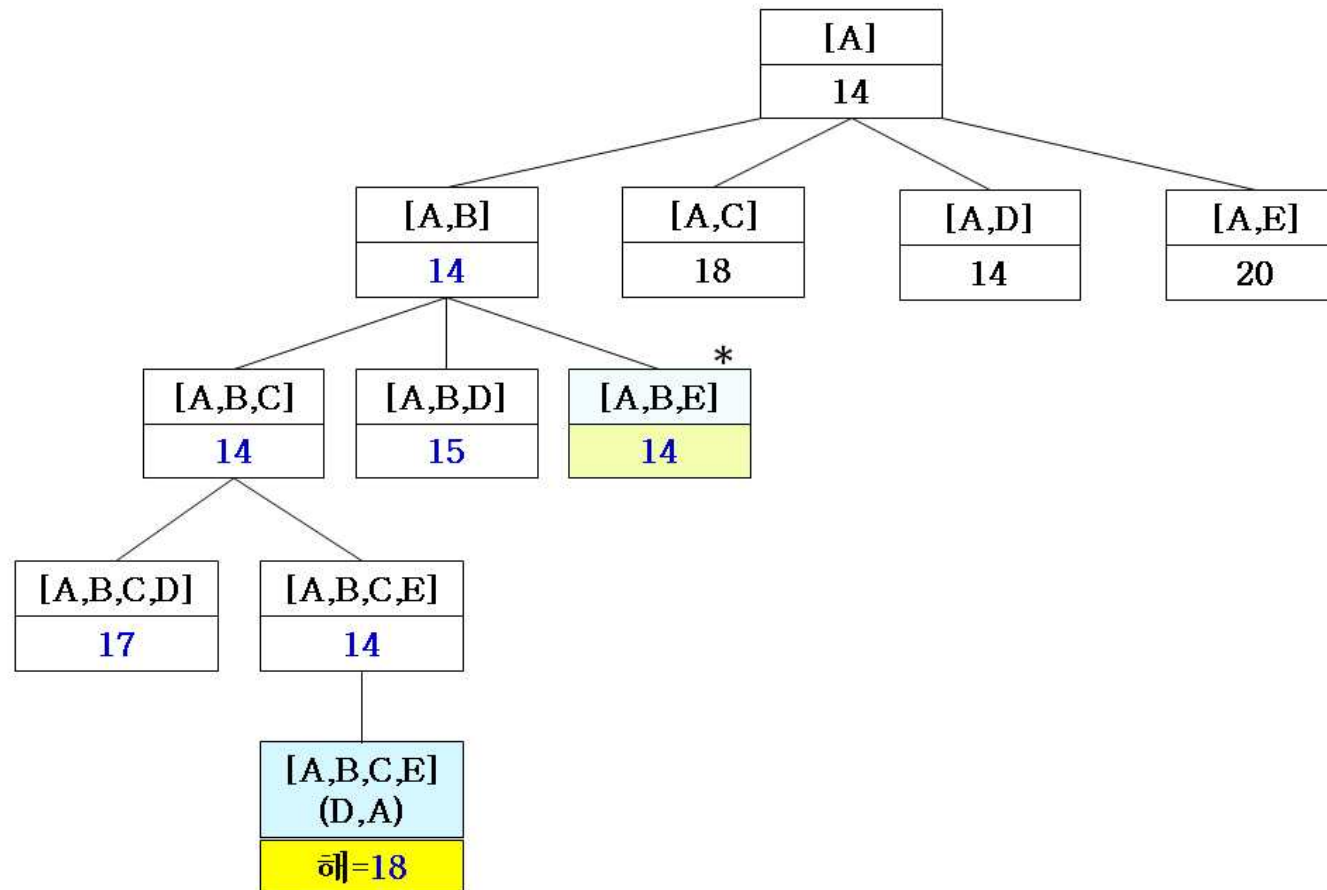 [A]
14
[A,B]
14
[A,C]
18
[A,D]
14
[A,E]
20
[A,B,C]
14
[A,B,D]
15
*
[A,B,E]
14
[A,B,C,D]
17
[A,B,C,E]
14
[A,B,C,E]
(D,A)
해=18